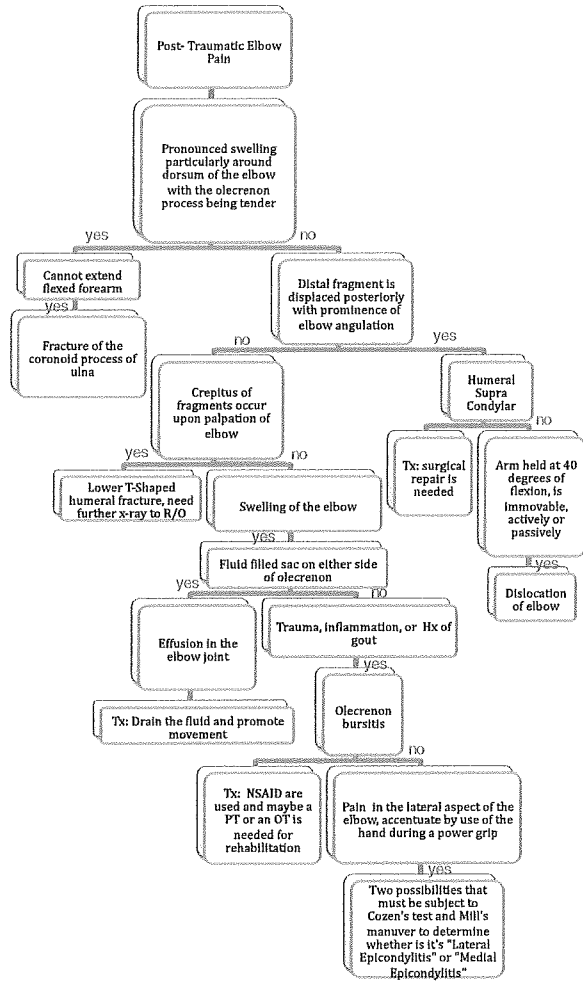 Post- Traumatic Elbow
Pain
Pronounced swelling
particularly around
dorsum of the elbow
with the olecrenon
process being tender
yes
no
Cannot extend
flexed forearm
yes
Fracture of the
coronoid process of
ulna
Distal fragment is
displaced posteriorly
with prominence of
elbow angulation
no
yes
Crepitus of
fragments occur
upon palpation of
elbow
Humeral
Supra
Condylar
no
yes
no
Tx: surgical
repair is
needed
Arm held at 40
degrees of
flexion, is
immovable,
actively or
passively
yes
Dislocation
of elbow
Lower T-Shaped
humeral fracture, need
further x-ray to R/O
Swelling of the elbow
yes
Fluid filled sac on either side
of olecrenon
yes
no
Effusion in the
elbow joint
Trauma, inflammation, or Hx of
gout
yes
Tx: Drain the fluid and promote
movement
Olecrenon
bursitis
no
Tx: NSAID are
used and maybe a
PT or an OT is
needed for
rehabilitation
Pain in the lateral aspect of the
elbow, accentuate by use of the
hand during a power grip
yes
Two possibilities that
must be subject to
Cozen's test and Mill's
manuver to determine
whether is it's "Lateral
Epicondylitis" or "Medial
Epicondylitis"